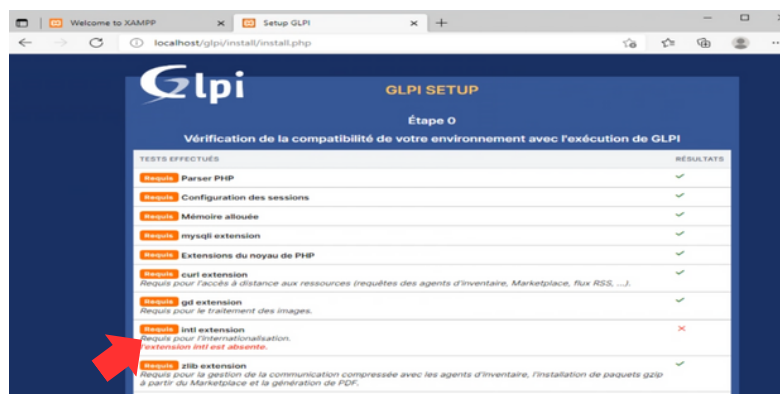 Welcome to XAMPP
Setup GLPI
localhost/glpi/install/install.php
Glpi
GLPI SETUP
Étape 0
Vérification de la compatibilité de votre environnement avec l'exécution de GLPI
TESTS EFFECTUÉS RÉSULTATS
Requis Parser PHP
Requis Configuration des sessions
Requis Mémoire allouée
Requis mysqli extension
Requis Extensions du noyau de PHP
Requis curl extension
Requis pour l'accès à distance aux ressources (requêtes des agents d'inventaire, Marketplace, flux RSS, ...).
Requis gd extension
Requis pour le traitement des images.
Requis intl extension
Requis pour l'internationalisation.
l'extension intl est absente.
Requis zlib extension
Requis pour la gestion de la communication compressée avec les agents d'inventaire, l'installation de paquets gzip
à partir du Marketplace et la génération de PDF.